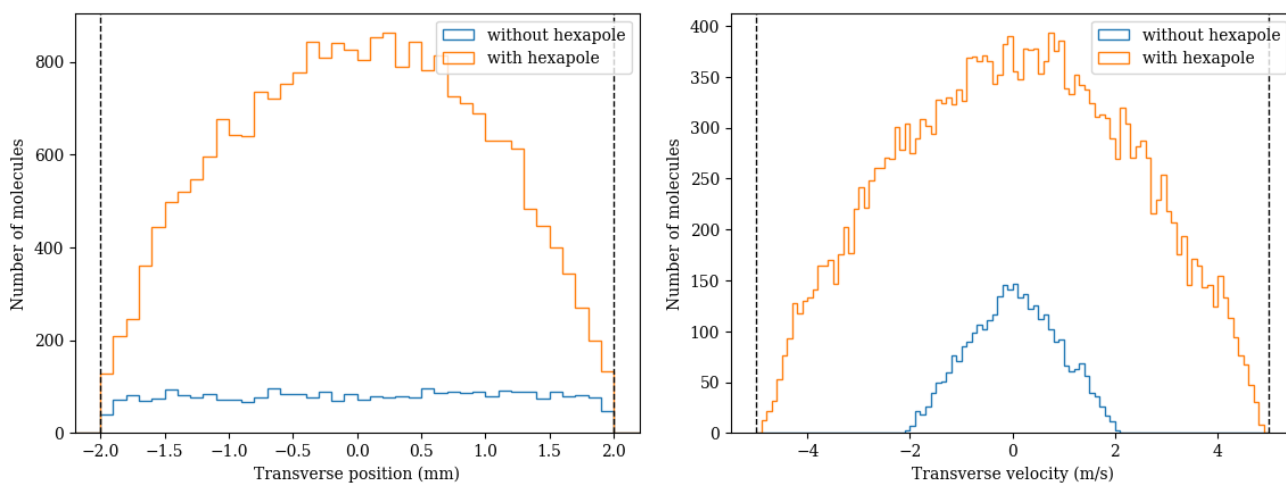 without hexapole
with hexapole
800
600
400
200
0
−2.0 −1.5 −1.0 −0.5 0.0 0.5 1.0 1.5 2.0
Transverse position (mm)
Number of molecules
without hexapole
with hexapole
400
350
300
250
200
150
100
50
0
−4 −2 0 2 4
Transverse velocity (m/s)
Number of molecules